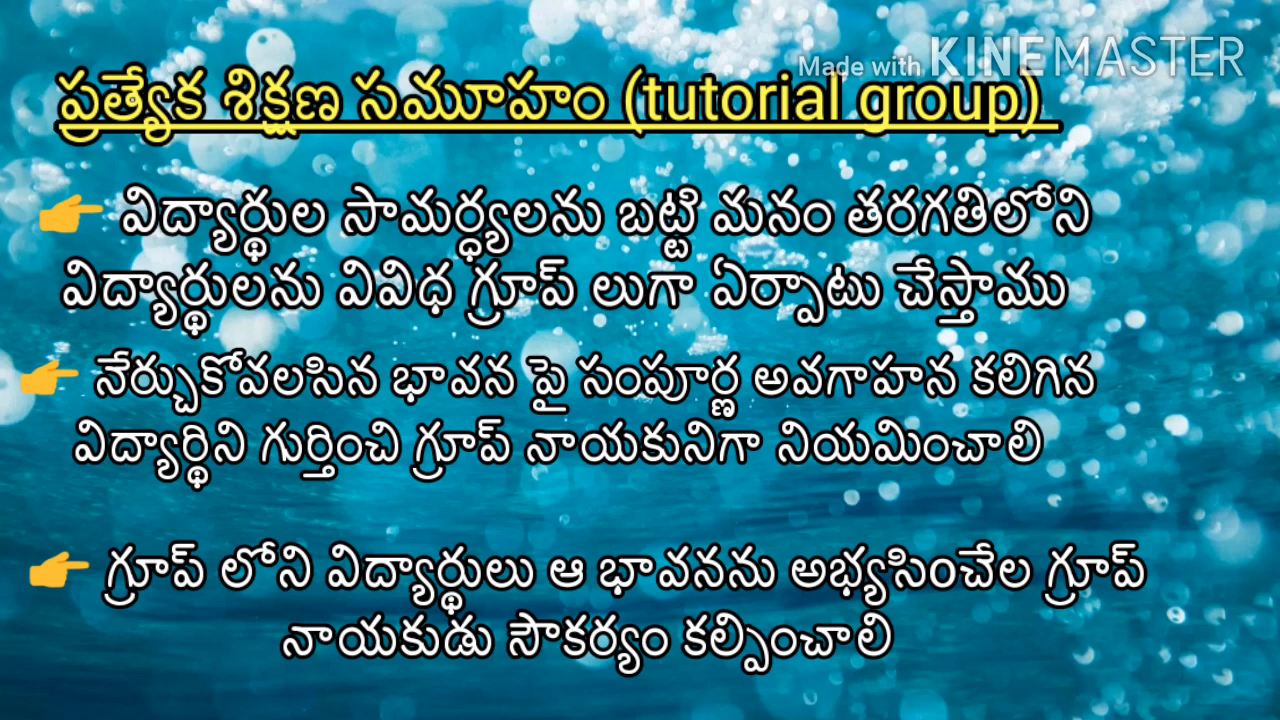 Made with KINEMASTER
ప్రత్యేక శిక్షణ సమూహం (tutorial group)
👉 విద్యార్థుల సామర్ధ్యలను బట్టి మనం తరగతిలోని
విద్యార్థులను వివిధ గ్రూప్ లుగా ఏర్పాటు చేస్తాము
👉 నేర్చుకోవలసిన భావన పై సంపూర్ణ అవగాహన కలిగిన
విద్యార్థిని గుర్తించి గ్రూప్ నాయకునిగా నియమించాలి
👉 గ్రూప్ లోని విద్యార్థులు ఆ భావనను అభ్యసించేల గ్రూప్
నాయకుడు సౌకర్యం కల్పించాలి